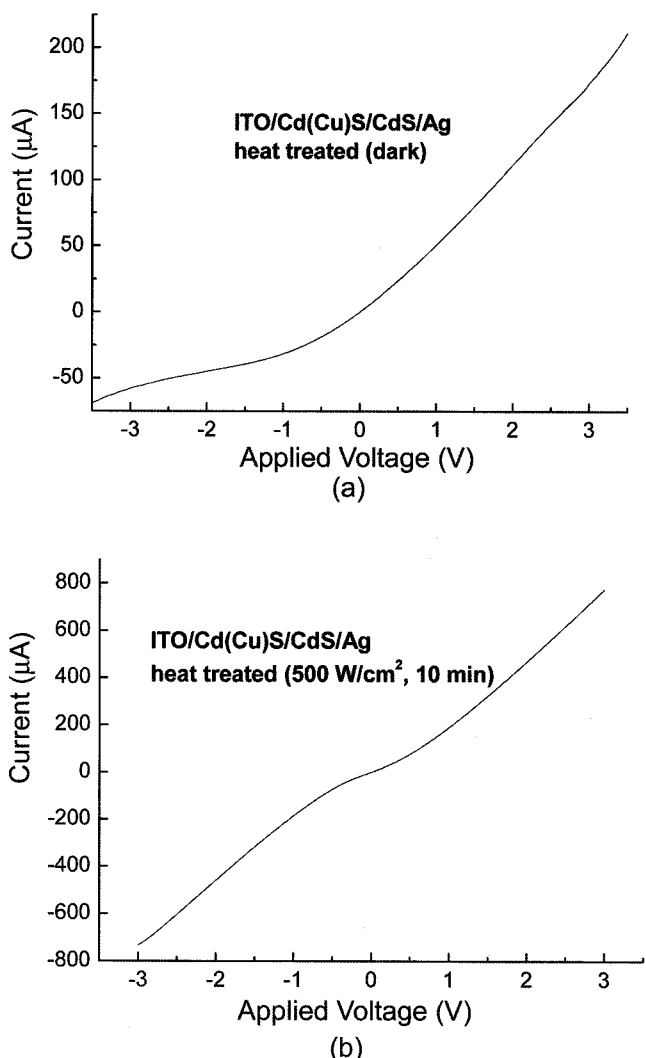 200
150
100
50
0
-50
Current (μA)
ITO/Cd(Cu)S/CdS/Ag
heat treated (dark)
-3 -2 -1 0 1 2 3
Applied Voltage (V)
(a)
800
600
400
200
0
-200
-400
-600
-800
Current (μA)
ITO/Cd(Cu)S/CdS/Ag
heat treated (500 W/cm², 10 min)
-3 -2 -1 0 1 2 3
Applied Voltage (V)
(b)